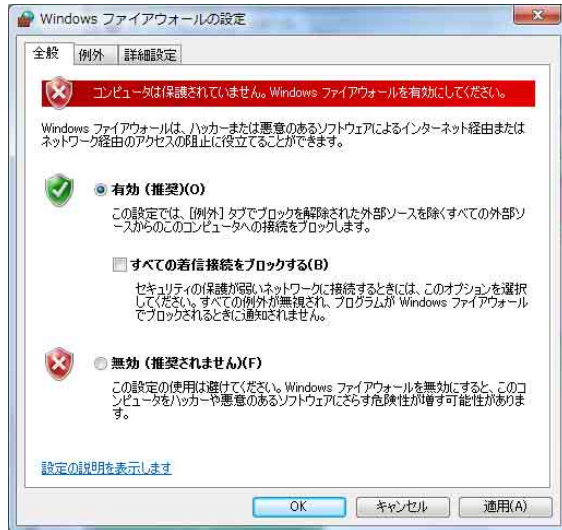 Windows ファイアウォールの設定
全般 例外 詳細設定
コンピュータは保護されていません。Windows ファイアウォールを有効にしてください。
Windows ファイアウォールは、ハッカーまたは悪意のあるソフトウェアによるインターネット経由または
ネットワーク経由のアクセスの阻止に役立てることができます。
有効 (推奨)(O)
この設定では、[例外] タブでブロックを解除された外部ソースを除くすべての外部ソ
ースからのこのコンピュータへの接続をブロックします。
すべての着信接続をブロックする(B)
セキュリティの保護が弱いネットワークに接続するときには、このオプションを選択
してください。すべての例外が無視され、プログラムが Windows ファイアウォール
でブロックされるときに通知されません。
無効 (推奨されません)(F)
この設定の使用は避けてください。Windows ファイアウォールを無効にすると、このコ
ンピュータをハッカーや悪意のあるソフトウェアにさらす危険性が増す可能性がありま
す。
設定の説明を表示します
OK キャンセル 適用(A)